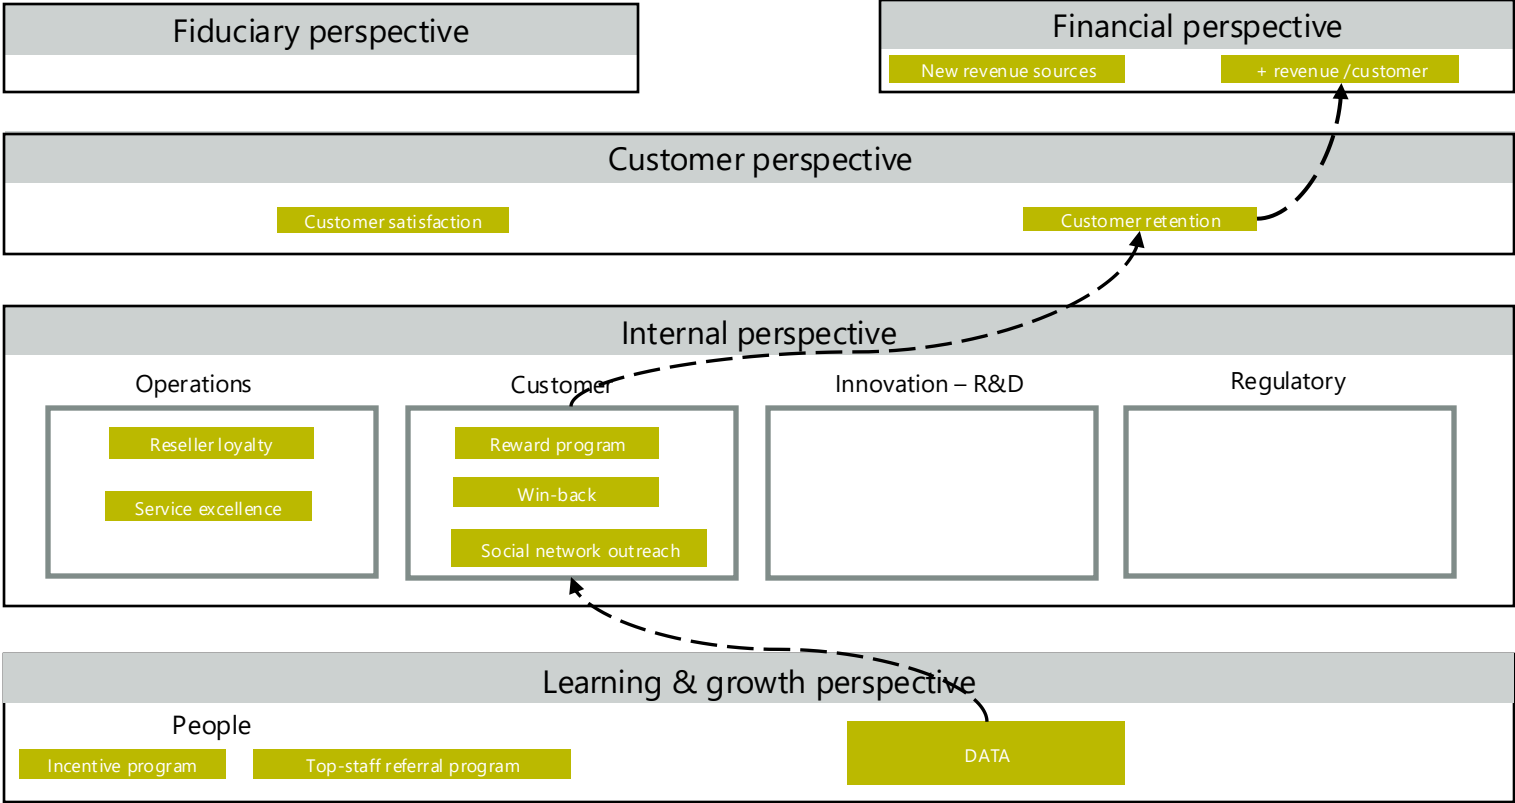 Fiduciary perspective
Financial perspective
New revenue sources
+ revenue /customer
Customer perspective
Customer satisfaction
Customer retention
Internal perspective
Operations
Customer
Innovation – R&D
Regulatory
Reseller loyalty
Service excellence
Reward program
Win-back
Social network outreach
Learning & growth perspective
People
Incentive program
Top-staff referral program
DATA